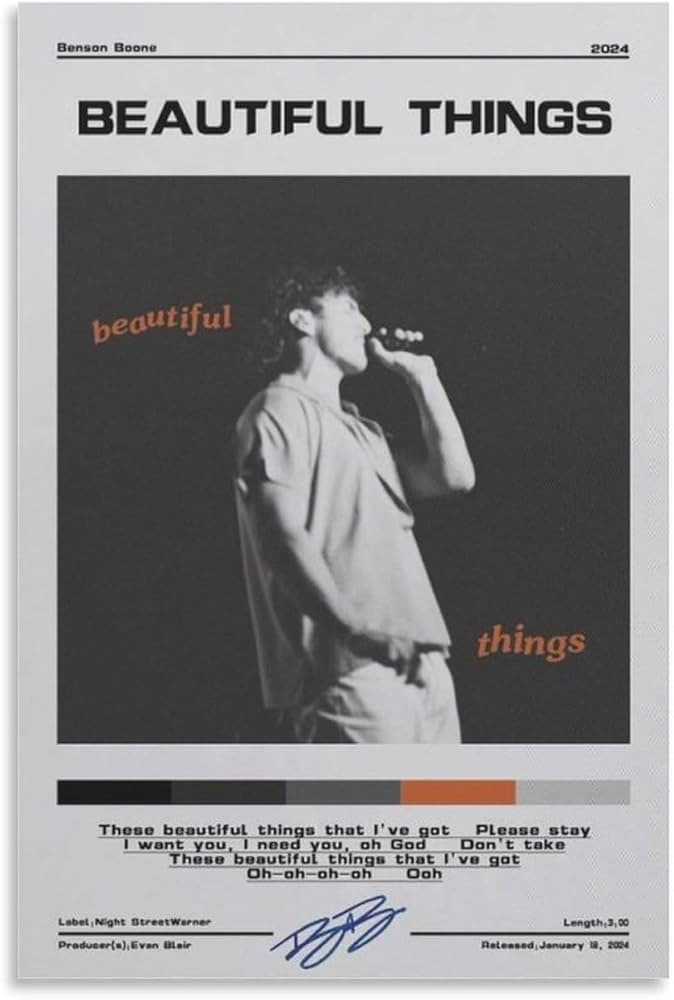 Benson Boone 2024
BEAUTIFUL THINGS
beautiful
things
These beautiful things that I've got Please stay
I want you, I need you, oh God Don't take
These beautiful things that I've got
Oh-oh-oh-oh Ooh
Label;Night StreetWarner Length;3;00
Producer(s);Evan Blair Released;January 18, 2024